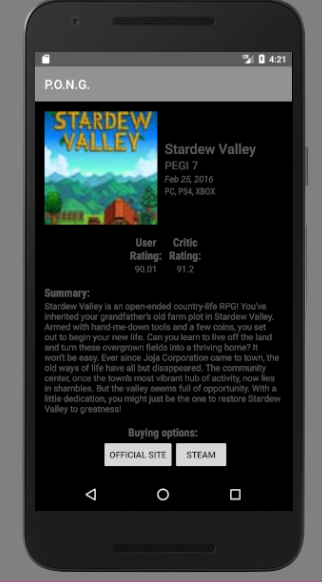 4:21
P.O.N.G.
STARDEW
VALLEY
Stardew Valley
PEGI 7
Feb 25, 2016
PC, PS4, XBOX
User Rating:
90.01
Critic Rating:
91.2
Summary:
Stardew Valley is an open-ended country-life RPG! You've
inherited your grandfather's old farm plot in Stardew Valley.
Armed with hand-me-down tools and a few coins, you set
out to begin your new life. Can you learn to live off the land
and turn these overgrown fields into a thriving home? It
won't be easy. Ever since Joja Corporation came to town, the
old ways of life have all but disappeared. The community
center, once the town's most vibrant hub of activity, now lies
in shambles. But the valley seems full of opportunity. With a
little dedication, you might just be the one to restore Stardew
Valley to greatness!
Buying options:
OFFICIAL SITE
STEAM